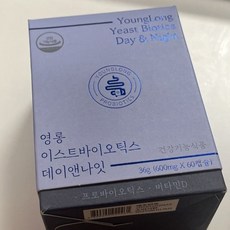 YoungLong
Yeast Biotics
Day & Night
YOUNGLONG
PROBIOTICS
영롱
이스트바이오틱스
데이앤나잇
건강기능식품
36g (600mg X 60캡슐)
프로바이오틱스 · 비타민D